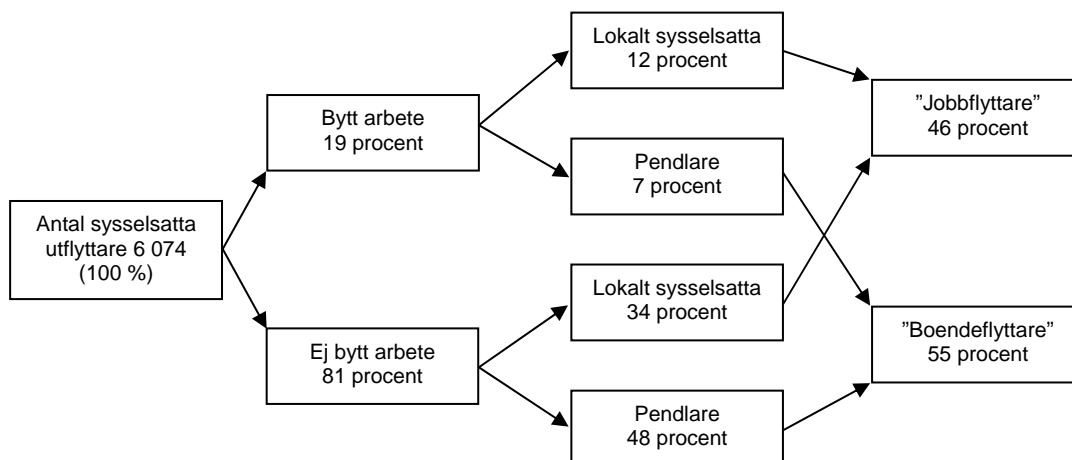 Antal sysselsatta
utflyttare 6 074
(100 %)
Bytt arbete
19 procent
Ej bytt arbete
81 procent
Lokalt sysselsatta
12 procent
Pendlare
7 procent
Lokalt sysselsatta
34 procent
Pendlare
48 procent
”Jobbflyttare”
46 procent
”Boendeflyttare”
55 procent